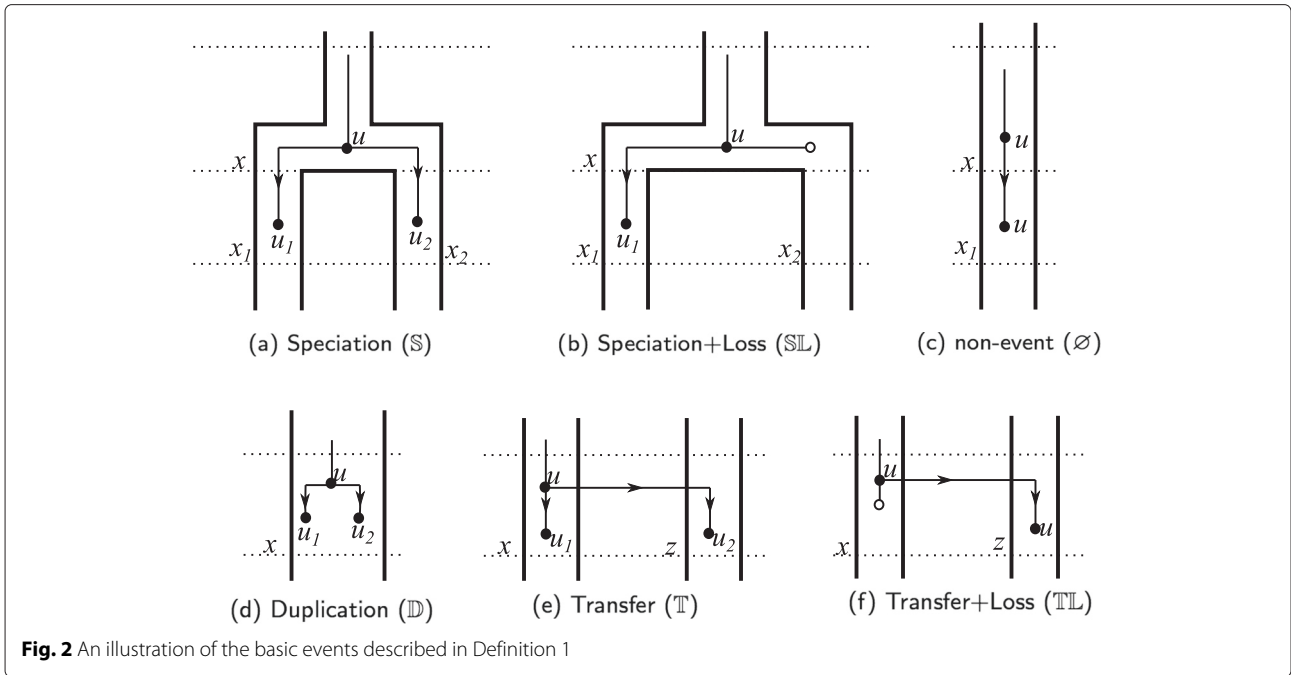 u
x
u1 u2
x1 x2
(a) Speciation (𝕊)
u
x
u1
x1 x2
(b) Speciation+Loss (𝕊𝕃)
u
x
u
x1
(c) non-event (∅)
u
u1 u2
x
(d) Duplication (𝔻)
u
u1 u2
x z
(e) Transfer (𝕋)
u
u
x z
(f) Transfer+Loss (𝕋𝕃)
Fig. 2 An illustration of the basic events described in Definition 1